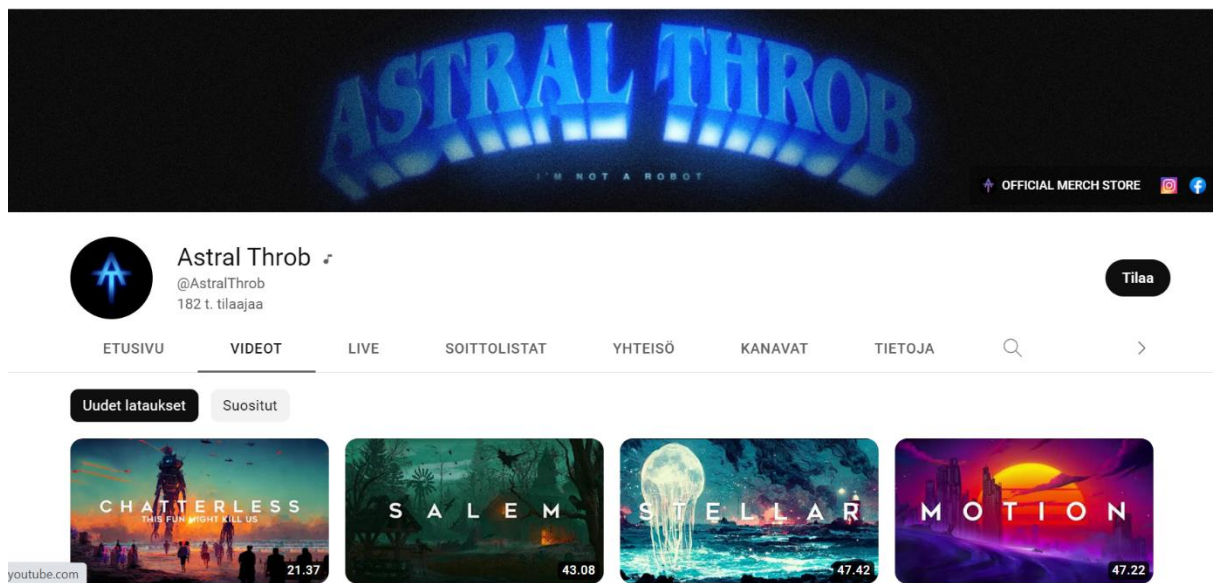 ASTRAL THROB
I'M NOT A ROBOT
OFFICIAL MERCH STORE
Astral Throb
@AstralThrob
182 t. tilaajaa
Tilaa
ETUSIVU VIDEOT LIVE SOITTOLISTAT YHTEISÖ KANAVAT TIETOJA
Uudet lataukset Suositut
CHATTERLESS
THIS FUN MIGHT KILL US
21.37
SALEM
43.08
STELLAR
47.42
MOTION
47.22
youtube.com